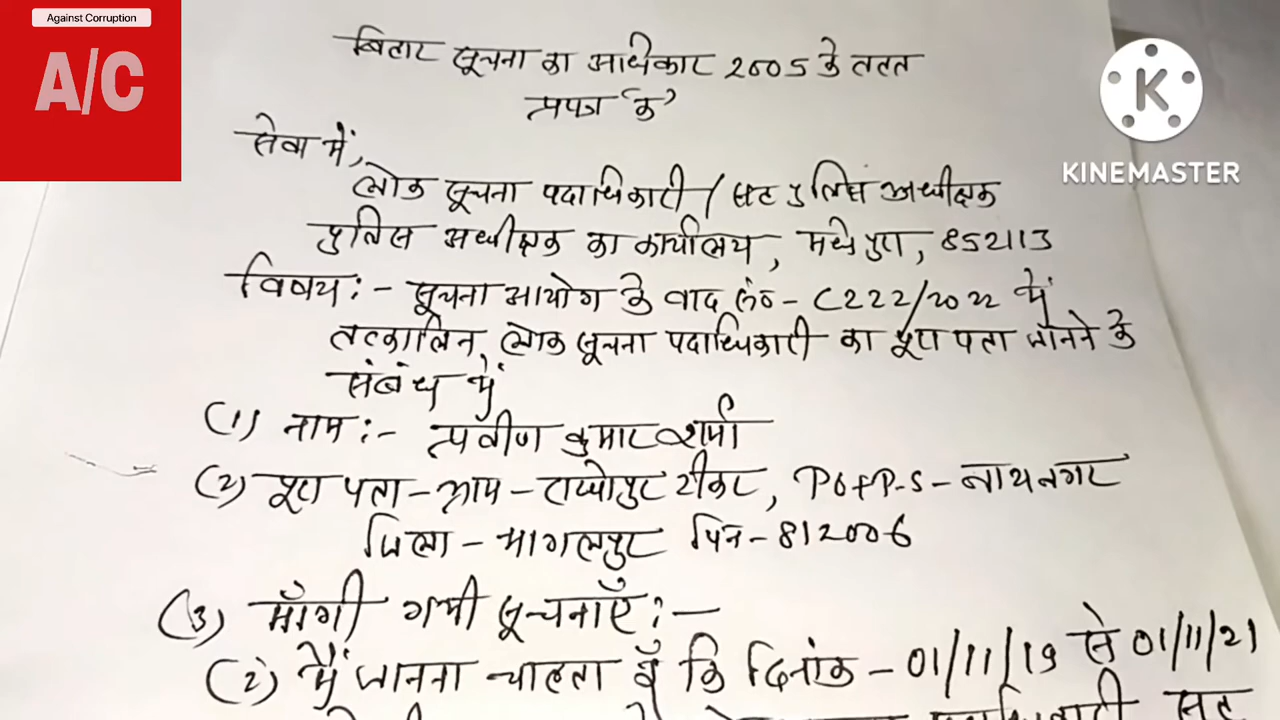 Against Corruption
A/C
KINEMASTER
बिहार सूचना का अधिकार 2005 के तहत
प्रपत्र 'क'
सेवा में,
लोक सूचना पदाधिकारी / सह पुलिस अधीक्षक
पुलिस अधीक्षक का कार्यालय, मधेपुरा, 852113
विषय :- सूचना आयोग के वाद सं०- C222/2022 में
तत्कालिन लोक सूचना पदाधिकारी का पूरा पता जानने के
संबंध में
(1) नाम :- प्रवीण कुमार शर्मा
(2) पूरा पता - ग्राम - राघोपुर टीकर, PO+P.S - नाथनगर
जिला - भागलपुर पिन - 812006
(3) माँगी गयी सूचनाएँ :-
(i) मैं जानना चाहता हूँ कि दिनांक - 01/11/19 से 01/11/21
पदाधिकारी सह